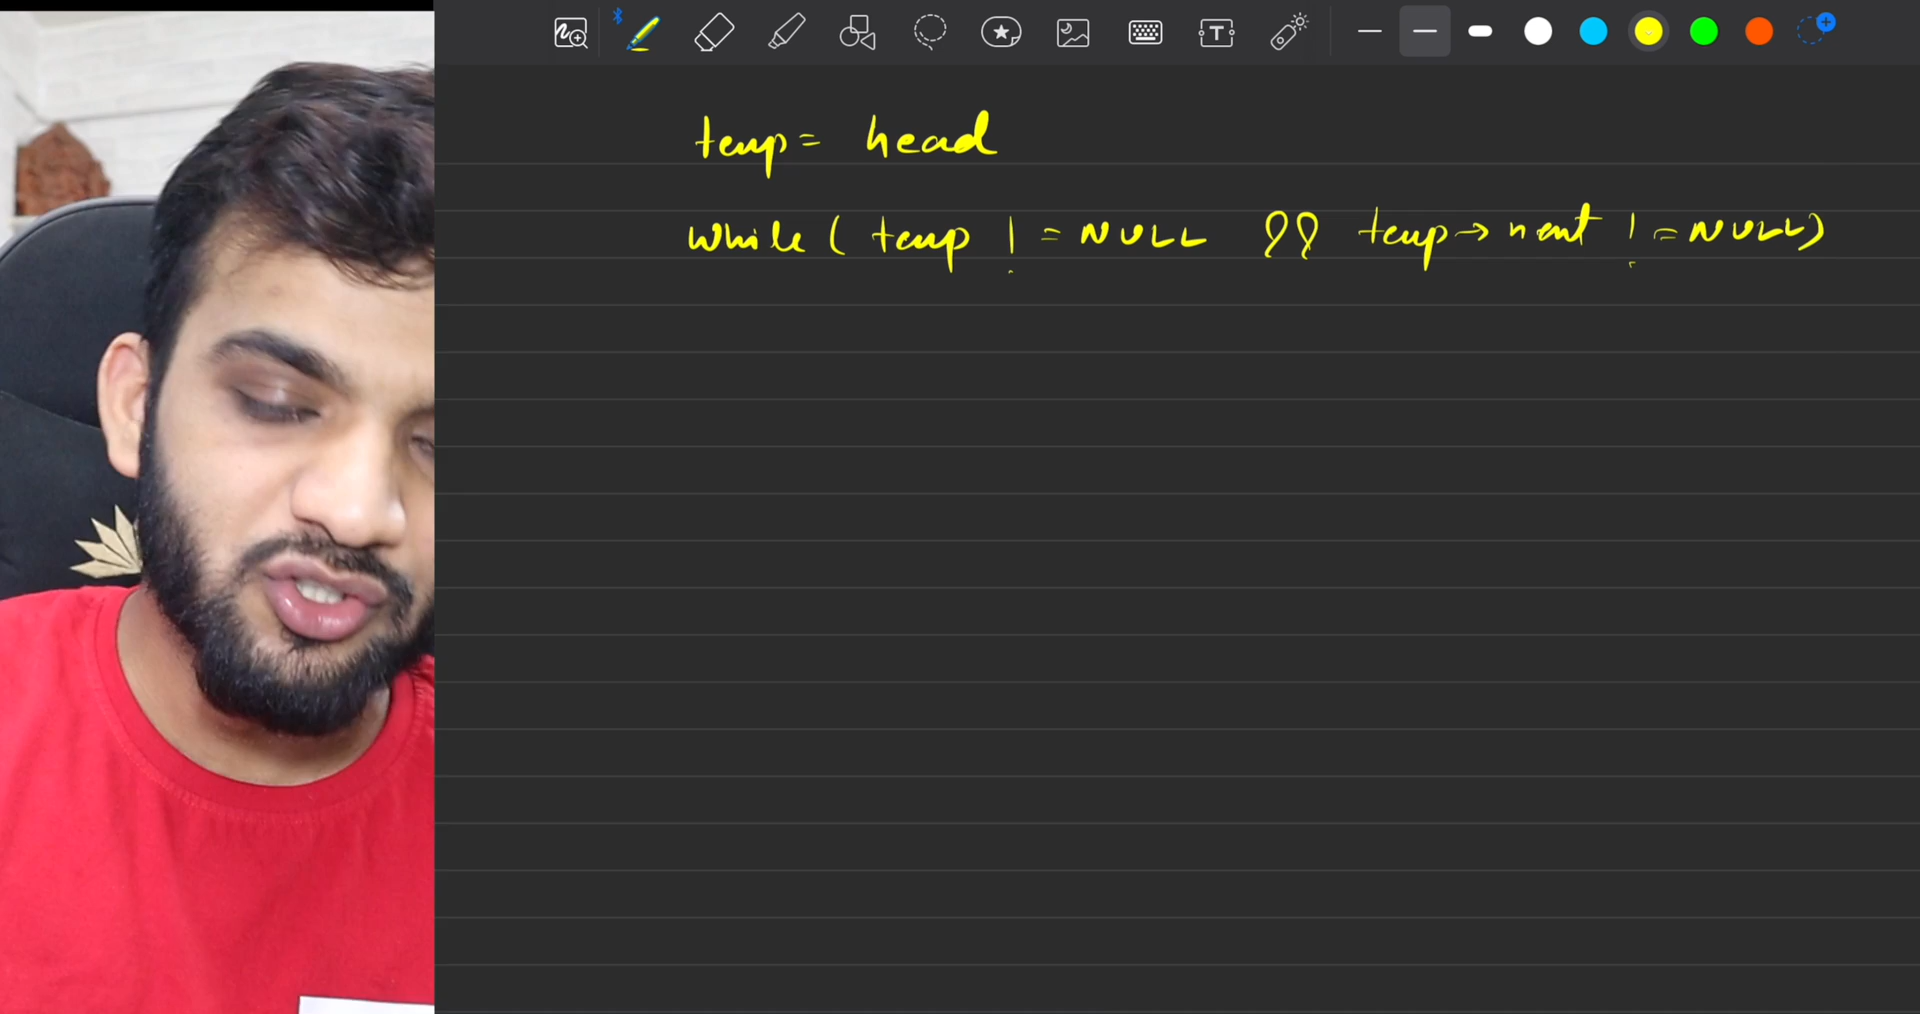 temp = head
while ( temp != NULL && temp → next != NULL)
T